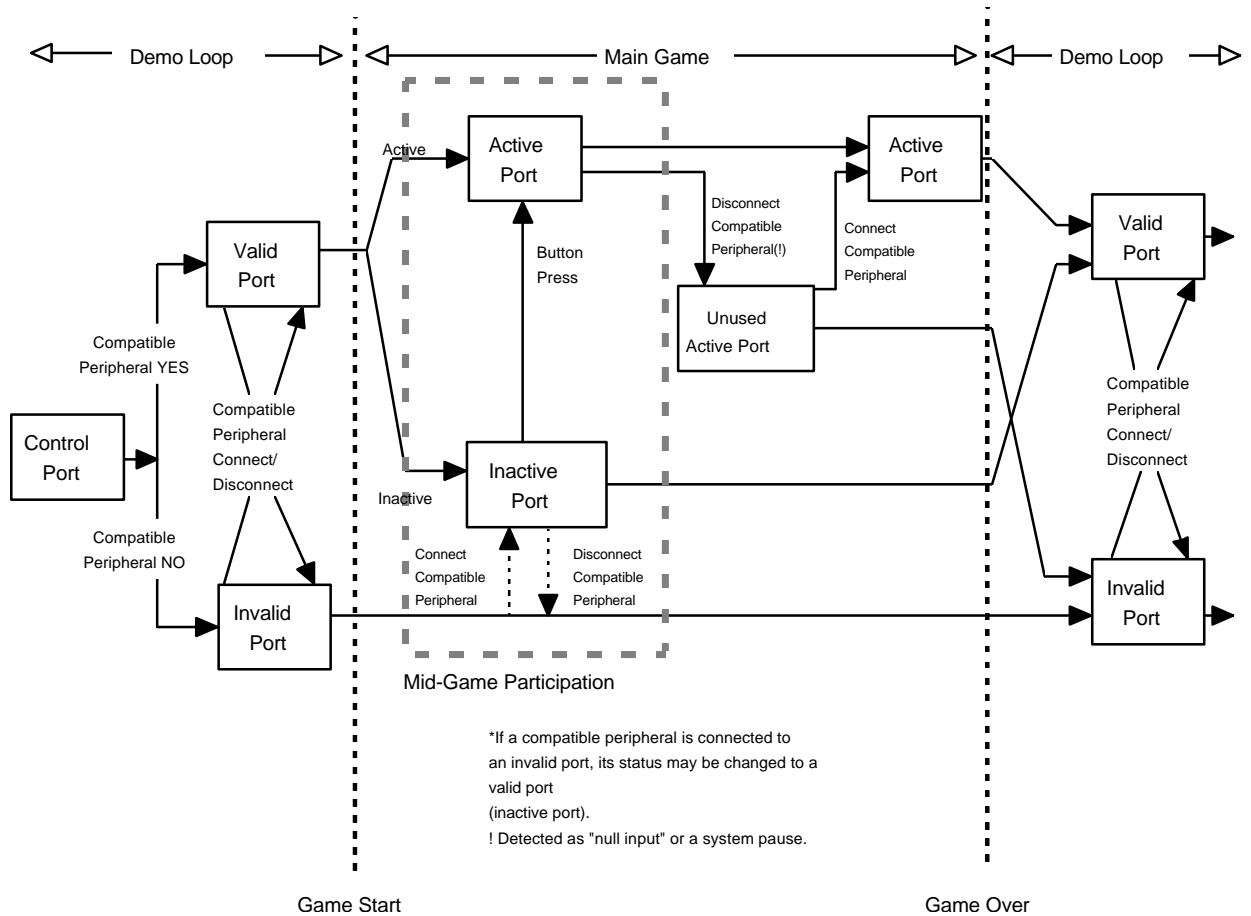 Demo Loop
Main Game
Demo Loop
Active
Active
Port
Active
Port
Valid
Port
Button
Press
Disconnect
Compatible
Peripheral(!)
Connect
Compatible
Peripheral
Valid
Port
Unused
Active Port
Compatible
Peripheral YES
Compatible
Peripheral
Connect/
Disconnect
Compatible
Peripheral
Connect/
Disconnect
Control
Port
Inactive
Inactive
Port
Compatible
Peripheral NO
Connect
Compatible
Peripheral
Disconnect
Compatible
Peripheral
Invalid
Port
Invalid
Port
Mid-Game Participation
*If a compatible peripheral is connected to
an invalid port, its status may be changed to a
valid port
(inactive port).
! Detected as "null input" or a system pause.
Game Start
Game Over